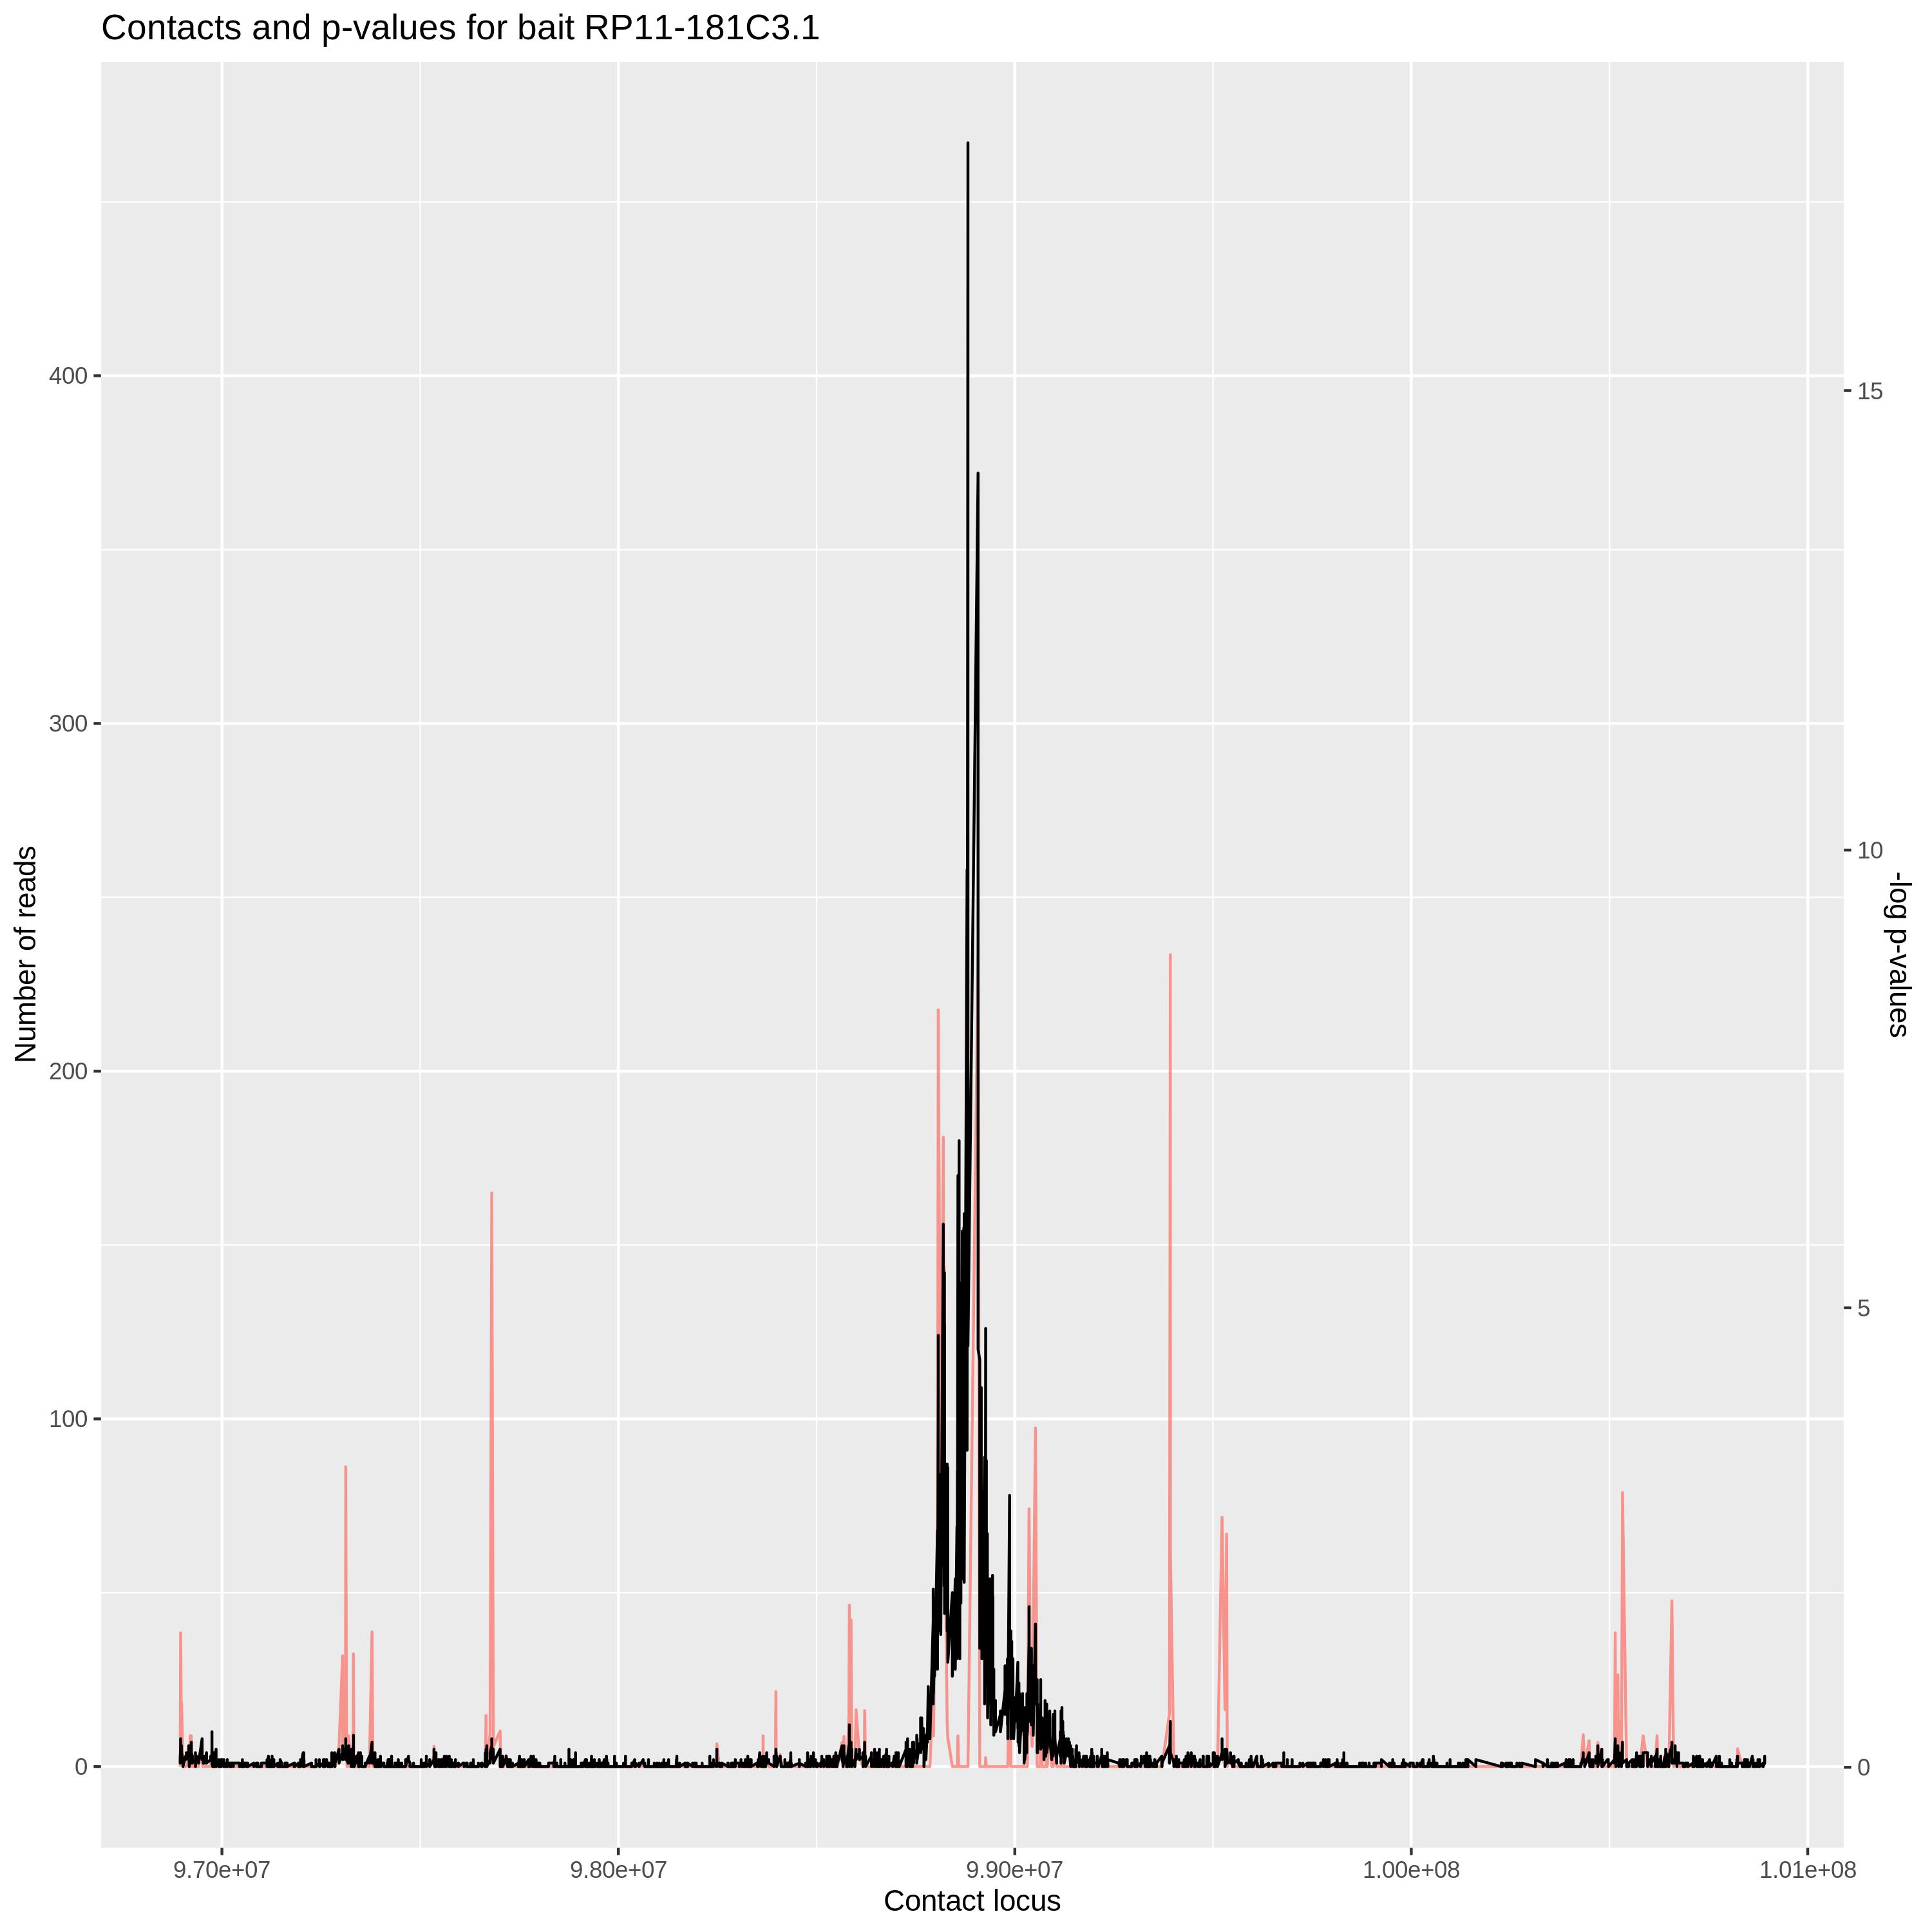 Contacts and p-values for bait RP11-181C3.1
400
300
200
100
0
15
10
5
0
Number of reads
-log p-values
9.70e+07 9.80e+07 9.90e+07 1.00e+08 1.01e+08
Contact locus